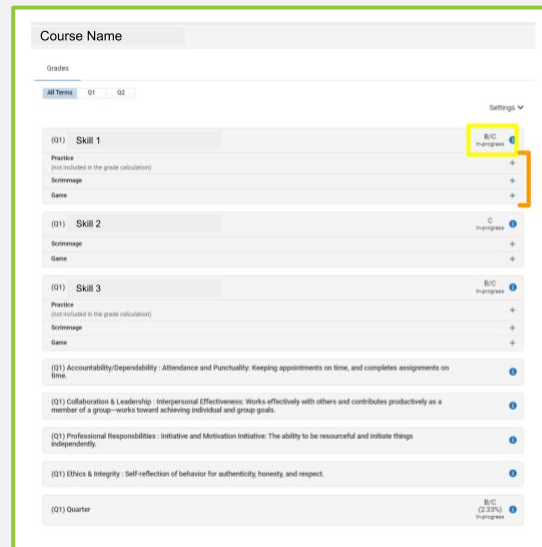 Course Name
Grades
All Terms Q1 Q2
Settings
(Q1) Skill 1 B/C
In-progress
Practice
(not included in the grade calculation)
Scrimmage
Game
(Q1) Skill 2 C
In-progress
Scrimmage
Game
(Q1) Skill 3 B/C
In-progress
Practice
(not included in the grade calculation)
Scrimmage
Game
(Q1) Accountability/Dependability : Attendance and Punctuality: Keeping appointments on time, and completes assignments on
time.
(Q1) Collaboration & Leadership : Interpersonal Effectiveness: Works effectively with others and contributes productively as a
member of a group—works toward achieving individual and group goals.
(Q1) Professional Responsbilities : Initiative and Motivation Initiative: The ability to be resourceful and initiate things
independently.
(Q1) Ethics & Integrity : Self-reflection of behavior for authenticity, honesty, and respect.
(Q1) Quarter B/C
(2.33%)
In-progress